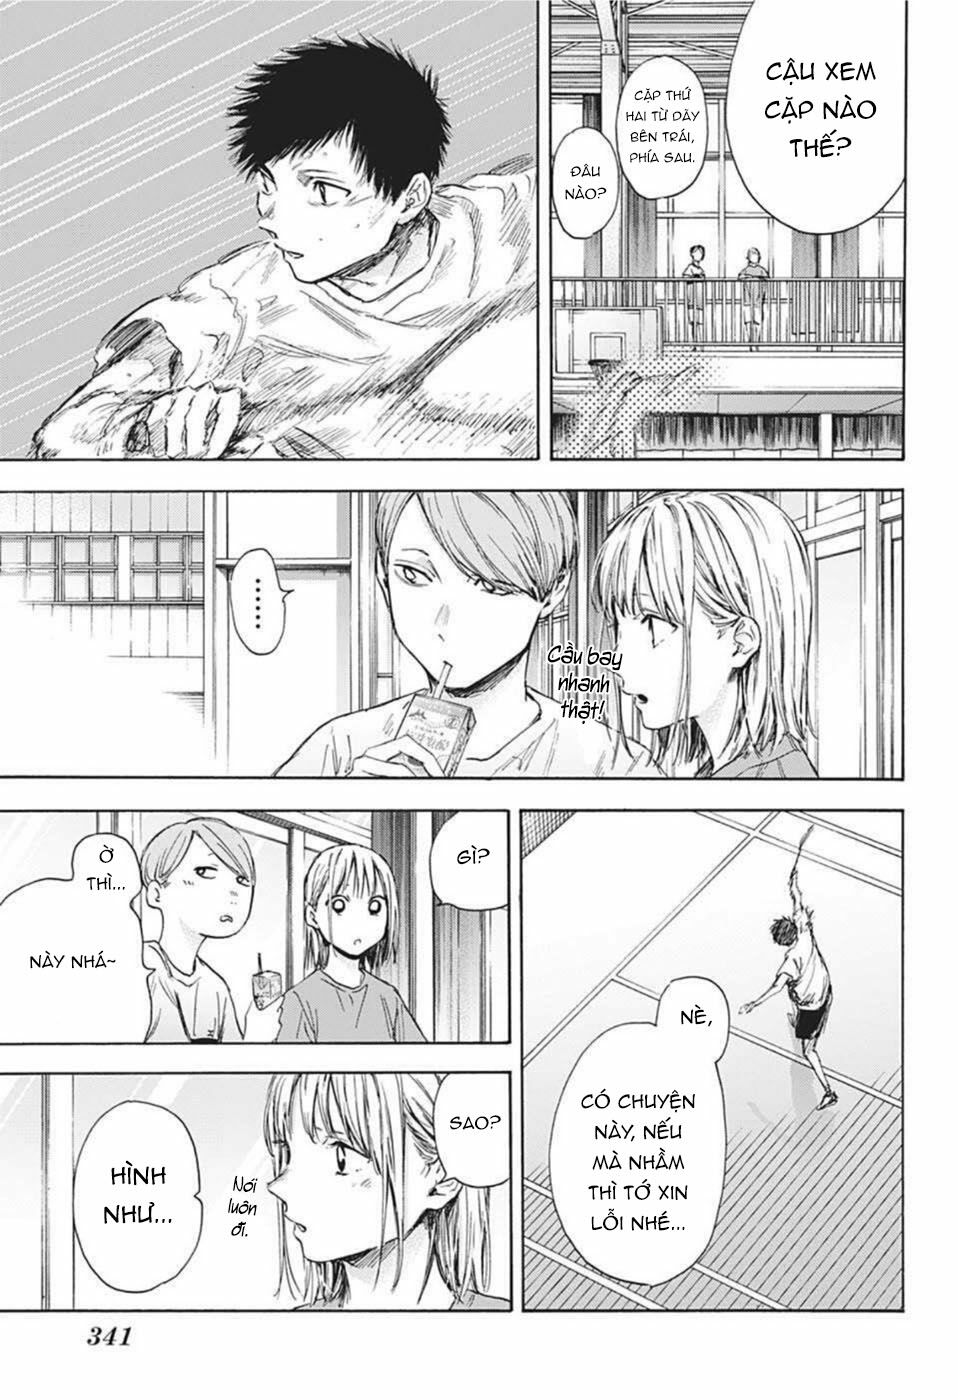 CẬU XEM
CẶP NÀO
THẾ?
CẶP THỨ
HAI TỪ DÃY
BÊN TRÁI,
PHÍA SAU.
ĐÂU
NÀO?
Cầu bay
nhanh
thật!
......
NÈ,
CÓ CHUYỆN
NÀY, NẾU
MÀ NHẦM
THÌ TỚ XIN
LỖI NHÉ...
GÌ?
Ờ
THÌ...
NÀY NHÁ~
SAO?
Nói
luôn
đi.
HÌNH
NHƯ...
341